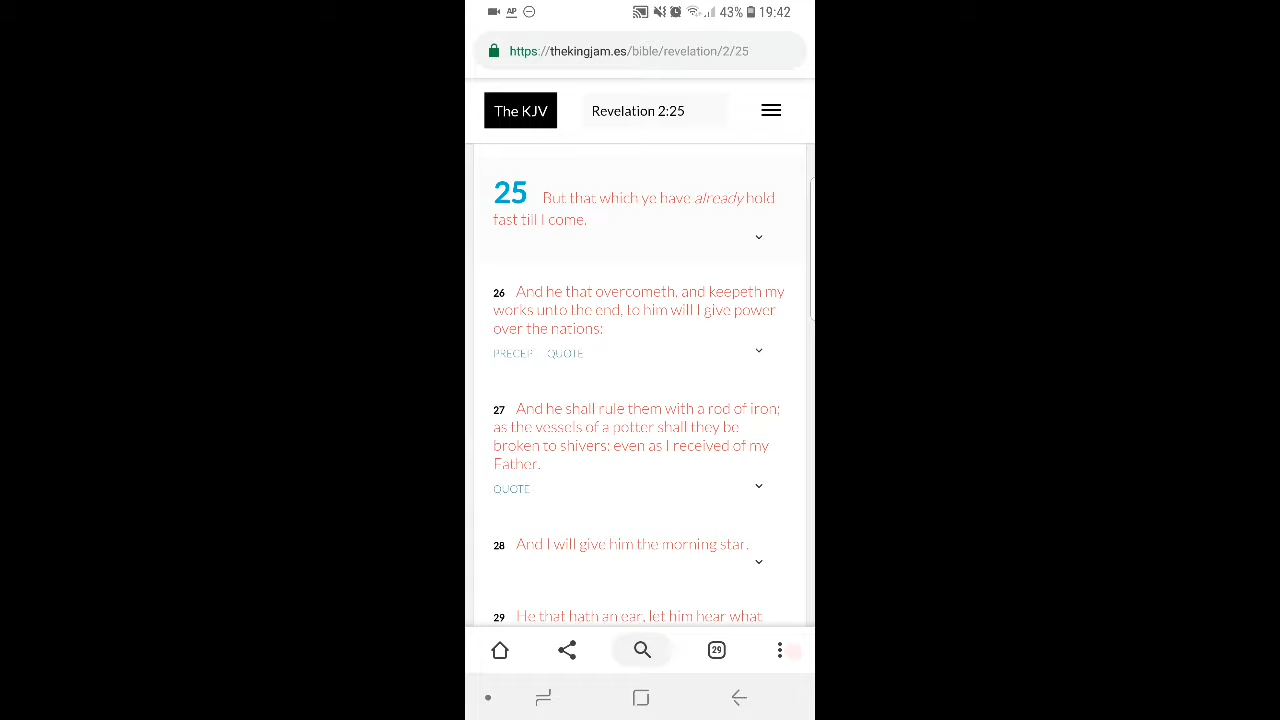 AP 43% 19:42
https://thekingjam.es/bible/revelation/2/25
The KJV Revelation 2:25
25 But that which ye have already hold
fast till I come.
26 And he that overcometh, and keepeth my
works unto the end, to him will I give power
over the nations:
PRECEP QUOTE
27 And he shall rule them with a rod of iron;
as the vessels of a potter shall they be
broken to shivers: even as I received of my
Father.
QUOTE
28 And I will give him the morning star.
29 He that hath an ear, let him hear what
29